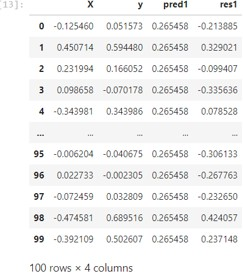 [13]:
X y pred1 res1
0 -0.125460 0.051573 0.265458 -0.213885
1 0.450714 0.594480 0.265458 0.329021
2 0.231994 0.166052 0.265458 -0.099407
3 0.098658 -0.070178 0.265458 -0.335636
4 -0.343981 0.343986 0.265458 0.078528
... ... ... ... ...
95 -0.006204 -0.040675 0.265458 -0.306133
96 0.022733 -0.002305 0.265458 -0.267763
97 -0.072459 0.032809 0.265458 -0.232650
98 -0.474581 0.689516 0.265458 0.424057
99 -0.392109 0.502607 0.265458 0.237148
100 rows × 4 columns